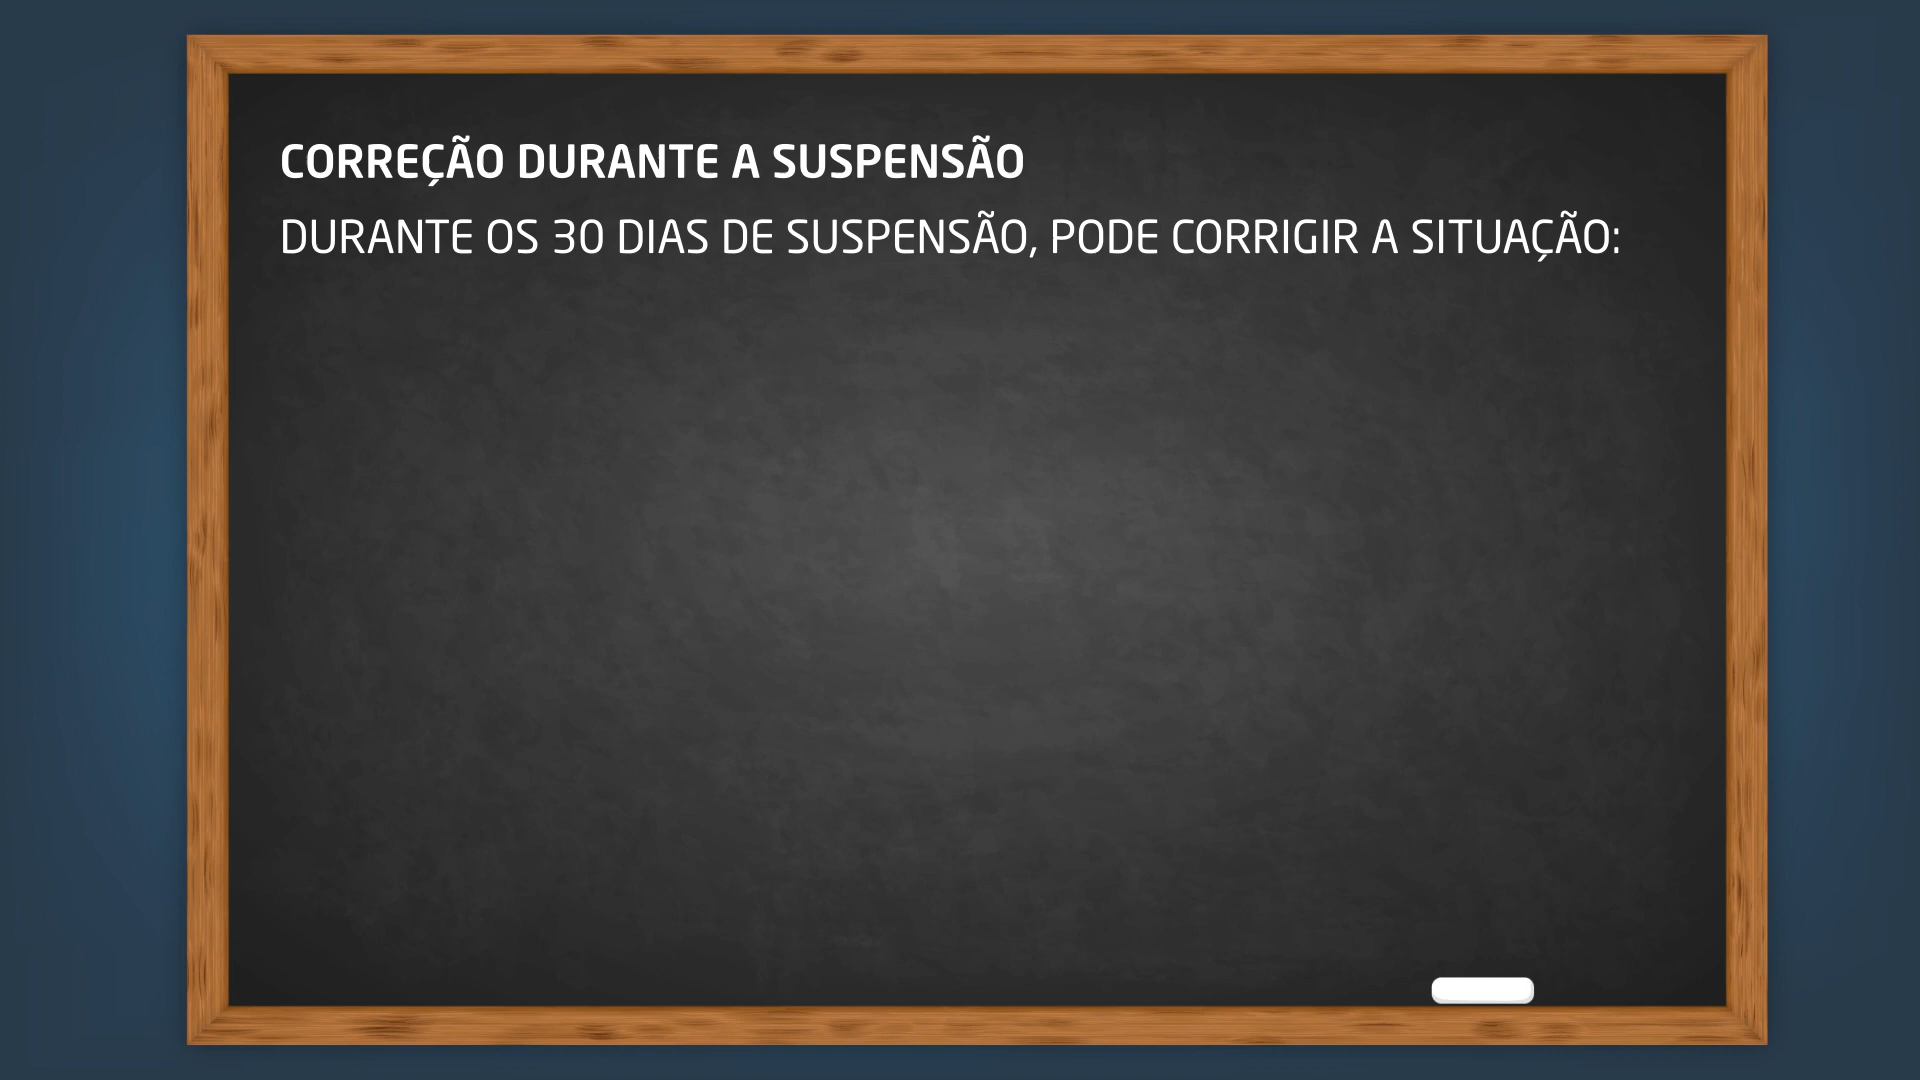 CORREÇÃO DURANTE A SUSPENSÃO
DURANTE OS 30 DIAS DE SUSPENSÃO, PODE CORRIGIR A SITUAÇÃO: